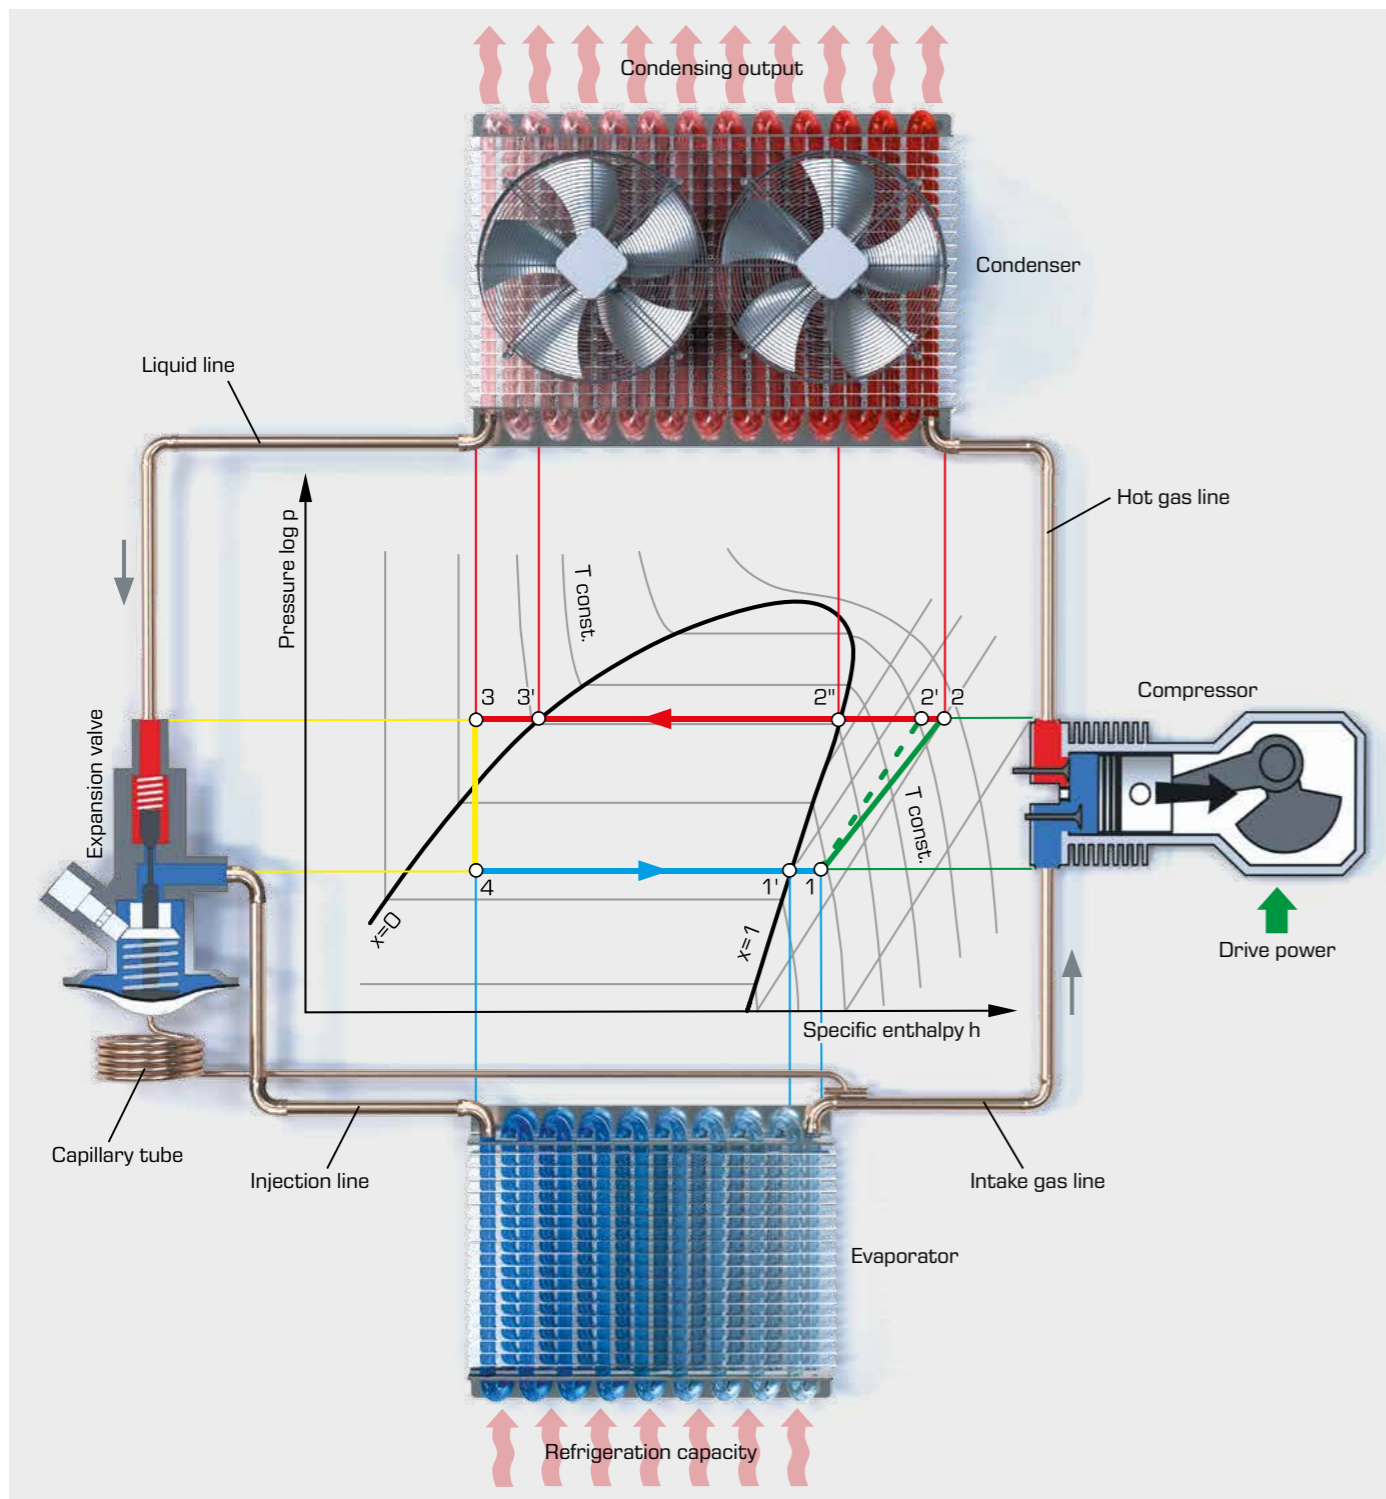 Condensing output
Condenser
Liquid line
Hot gas line
Pressure log p
T const.
3
3'
2"
2'
2
Compressor
Expansion valve
T const.
4
1'
1
x=0
x=1
Drive power
Specific enthalpy h
Capillary tube
Injection line
Intake gas line
Evaporator
Refrigeration capacity